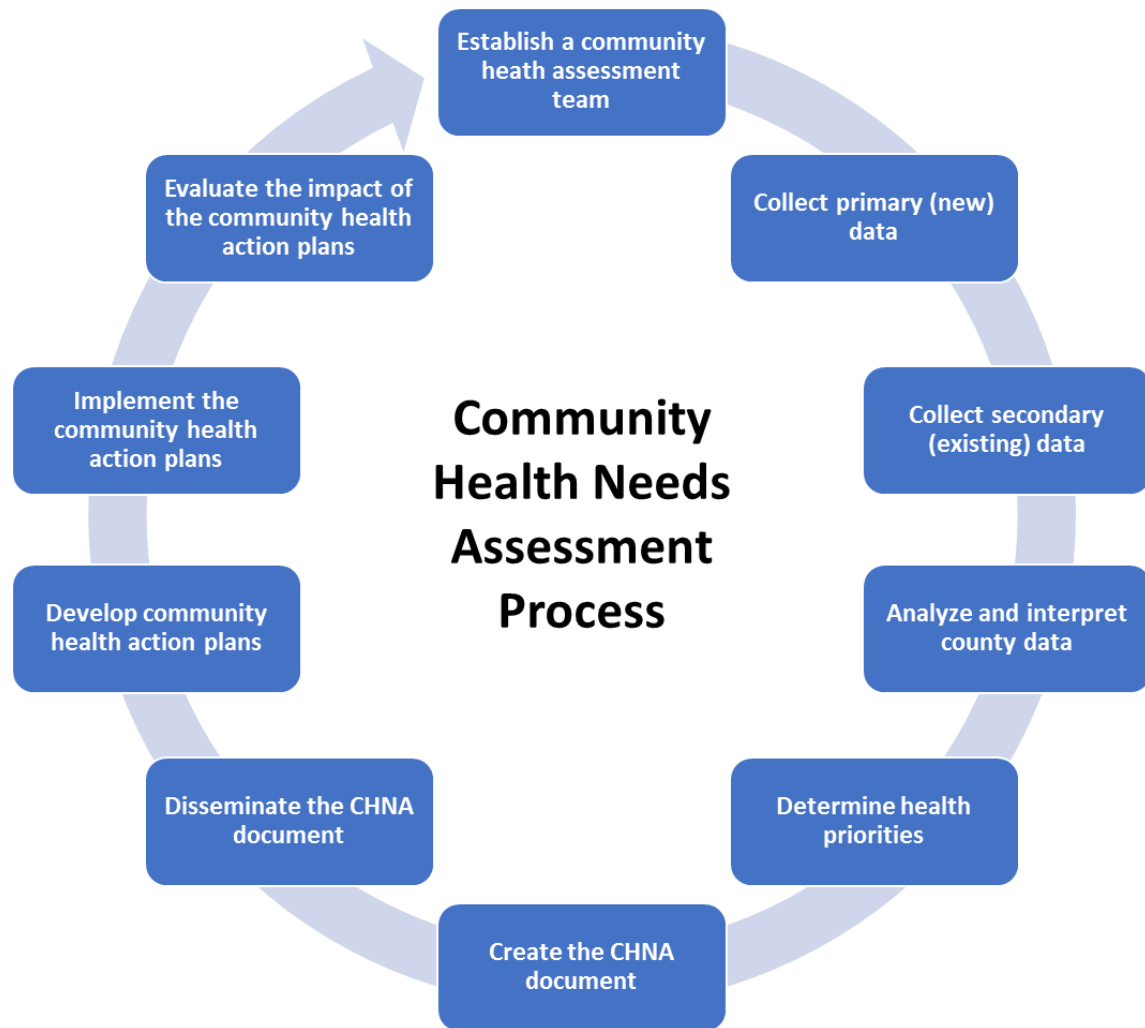 Establish a community
heath assessment
team
Collect primary (new)
data
Collect secondary
(existing) data
Analyze and interpret
county data
Determine health
priorities
Create the CHNA
document
Disseminate the CHNA
document
Develop community
health action plans
Implement the
community health
action plans
Evaluate the impact of
the community health
action plans
Community
Health Needs
Assessment
Process